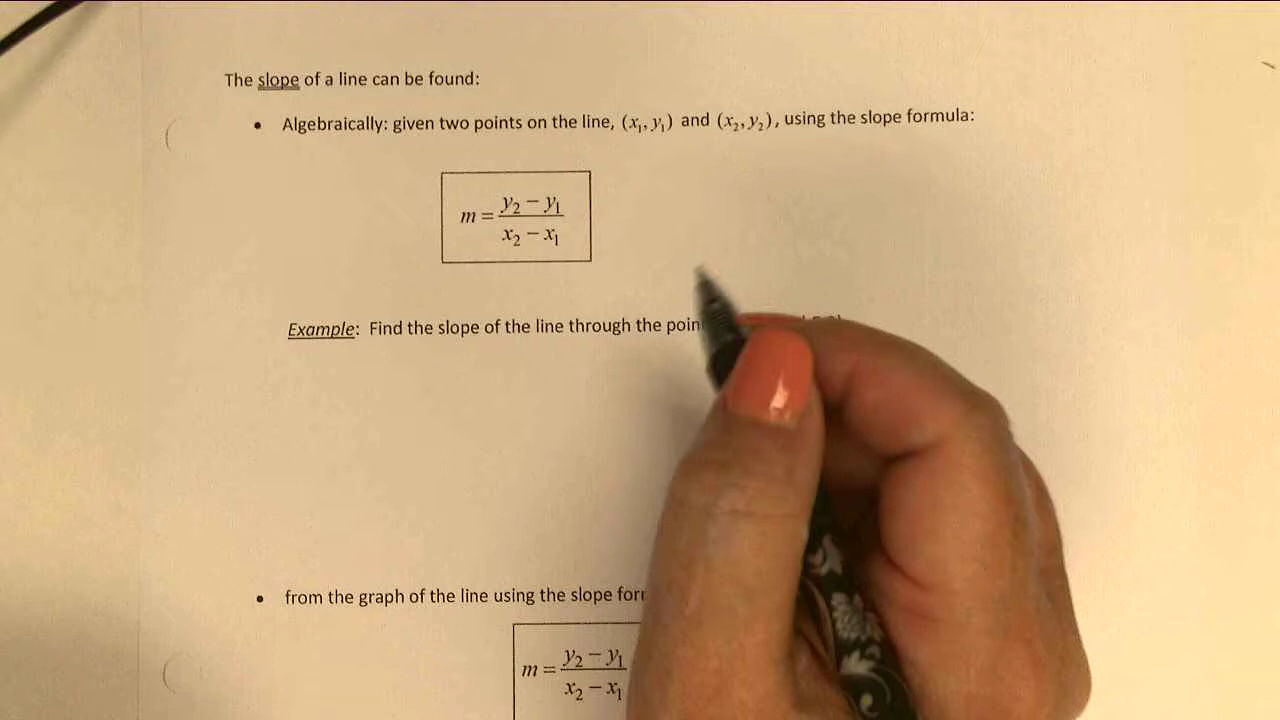 The slope of a line can be found:
• Algebraically: given two points on the line, (x₁, y₁) and (x₂, y₂), using the slope formula:
m = (y₂ − y₁)/(x₂ − x₁)
Example: Find the slope of the line through the
• from the graph of the line using the slope
m = (y₂ − y₁)/(x₂ − x₁)